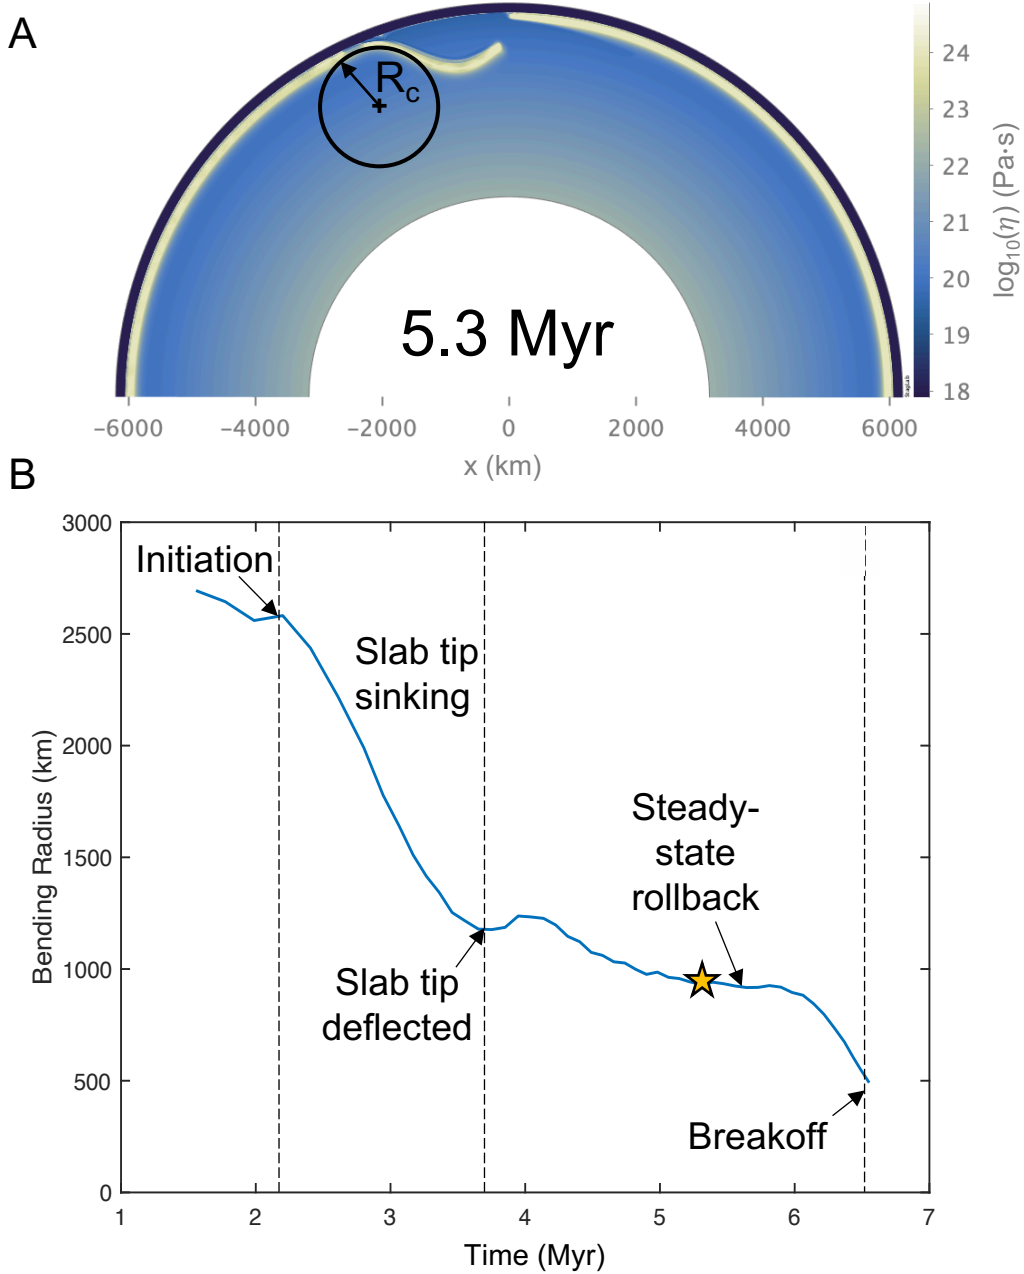 A
R_c
5.3 Myr
24
23
22
21
20
19
18
log₁₀(η) (Pa·s)
StagLab
−6000
−4000
−2000
0
2000
4000
6000
x (km)
B
3000
2500
2000
1500
1000
500
0
Bending Radius (km)
Initiation
Slab tip
sinking
Slab tip
deflected
Steady-
state
rollback
Breakoff
1
2
3
4
5
6
7
Time (Myr)